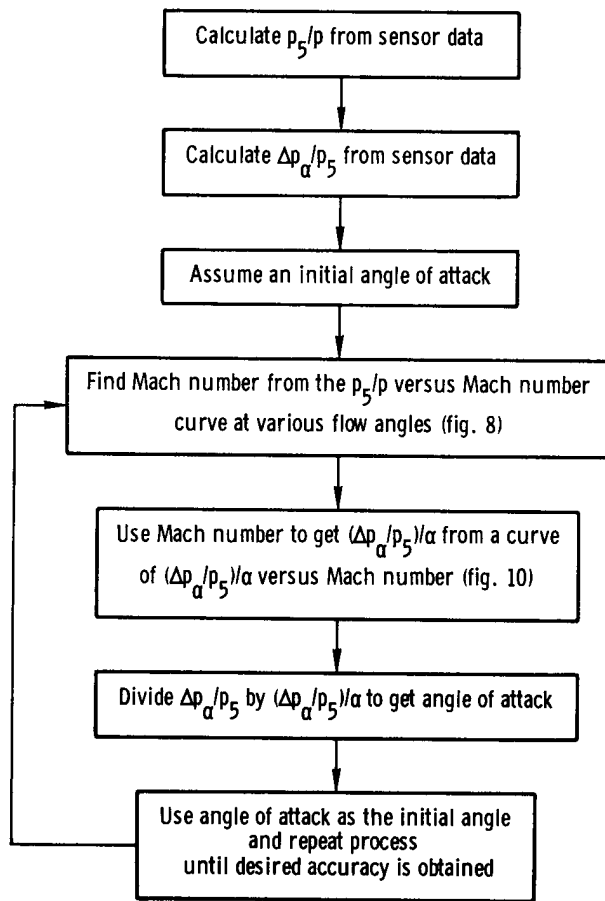 Calculate p₅/p from sensor data
Calculate Δpα/p₅ from sensor data
Assume an initial angle of attack
Find Mach number from the p₅/p versus Mach number
curve at various flow angles (fig. 8)
Use Mach number to get (Δpα/p₅)/α from a curve
of (Δpα/p₅)/α versus Mach number (fig. 10)
Divide Δpα/p₅ by (Δpα/p₅)/α to get angle of attack
Use angle of attack as the initial angle
and repeat process
until desired accuracy is obtained